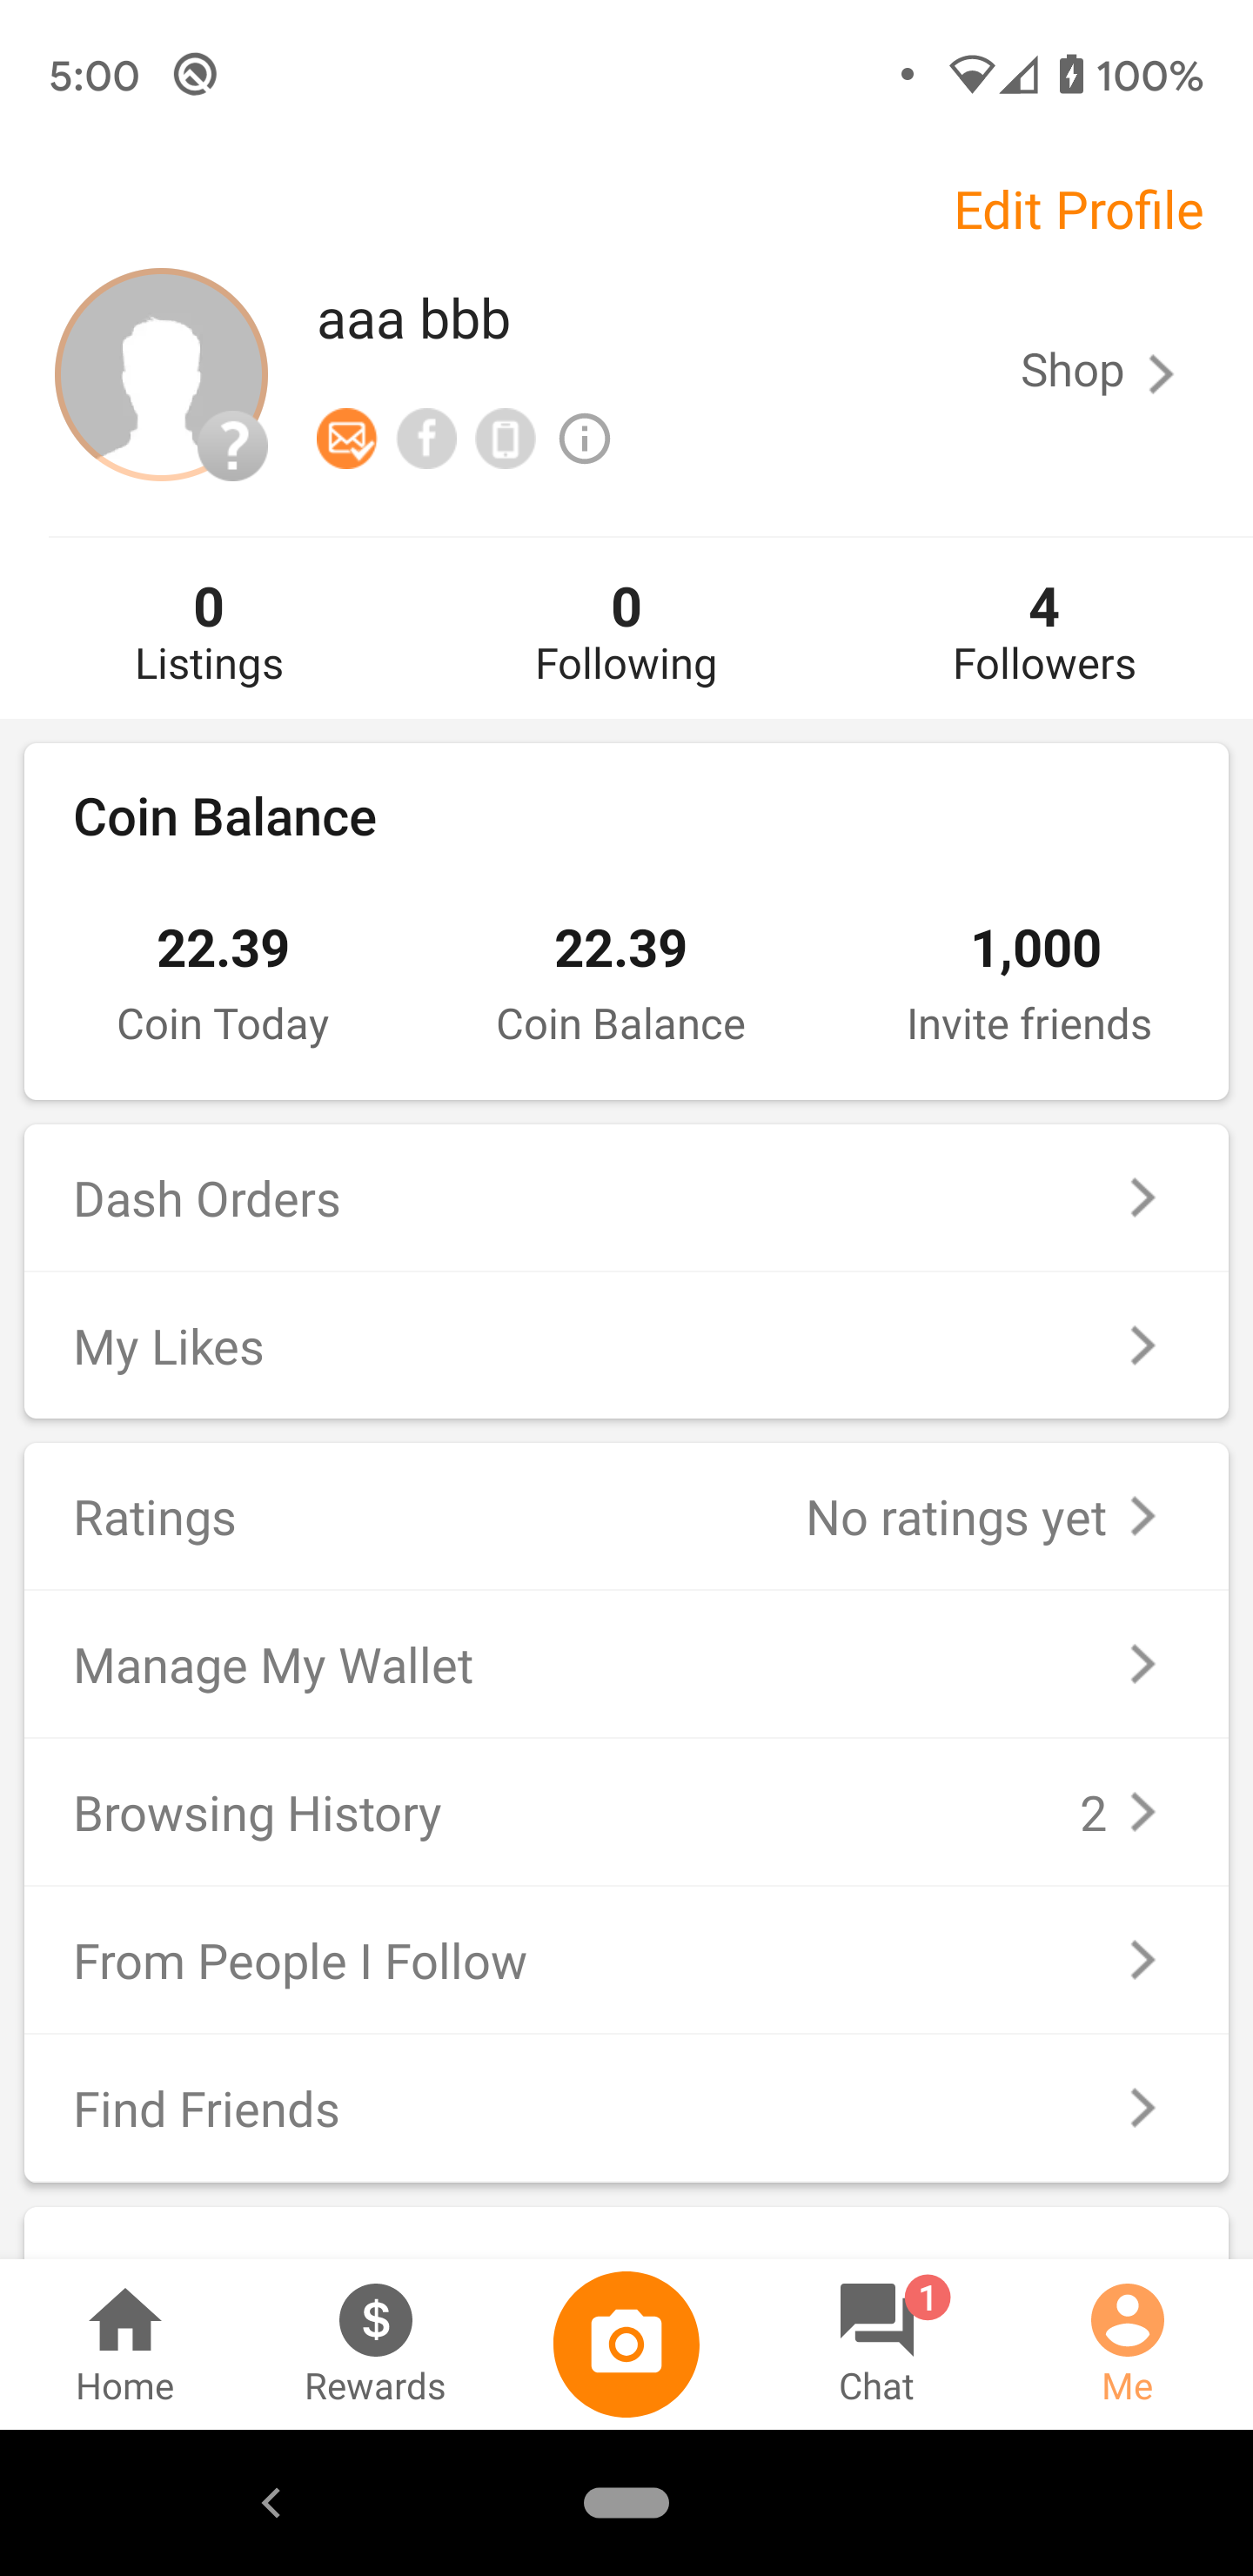 5:00
100%
Edit Profile
aaa bbb
Shop
0
Listings
0
Following
4
Followers
Coin Balance
22.39
Coin Today
22.39
Coin Balance
1,000
Invite friends
Dash Orders
My Likes
Ratings
No ratings yet
Manage My Wallet
Browsing History
2
From People I Follow
Find Friends
Home
Rewards
1
Chat
Me